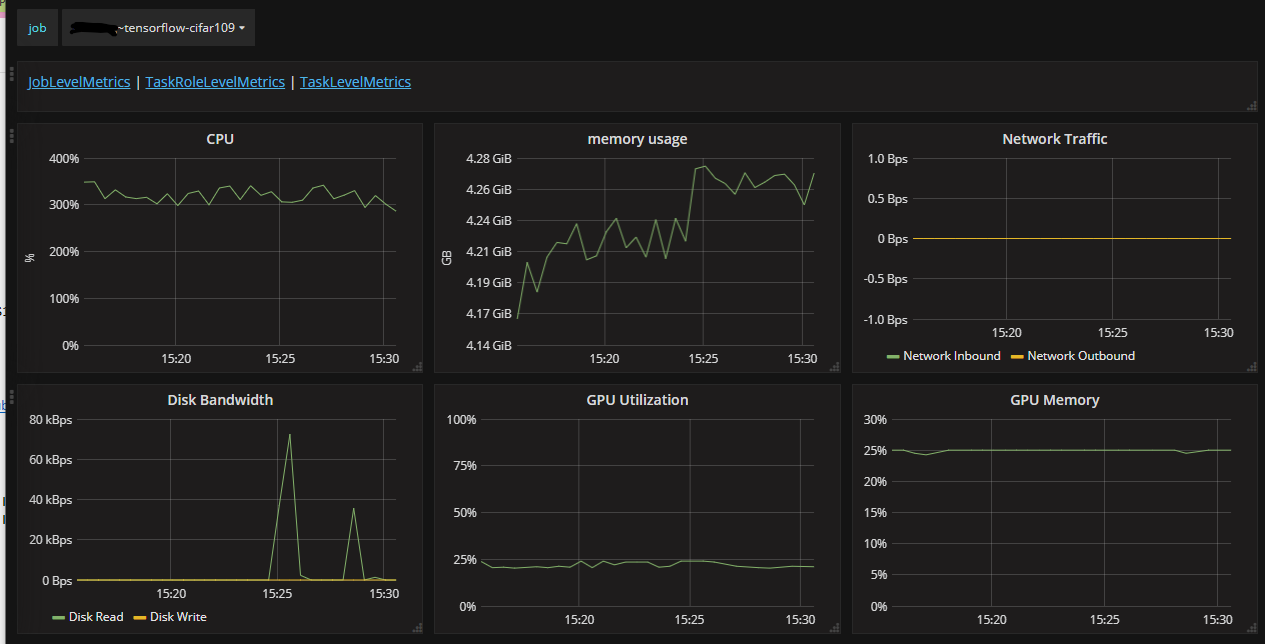 job ~tensorflow-cifar109
JobLevelMetrics | TaskRoleLevelMetrics | TaskLevelMetrics
CPU
400%
300%
200%
100%
0%
%
15:20 15:25 15:30
memory usage
4.28 GiB
4.26 GiB
4.24 GiB
4.21 GiB
4.19 GiB
4.17 GiB
4.14 GiB
GB
15:20 15:25 15:30
Network Traffic
1.0 Bps
0.5 Bps
0 Bps
-0.5 Bps
-1.0 Bps
15:20 15:25 15:30
Network Inbound Network Outbound
Disk Bandwidth
80 kBps
60 kBps
40 kBps
20 kBps
0 Bps
15:20 15:25 15:30
Disk Read Disk Write
GPU Utilization
100%
75%
50%
25%
0%
15:20 15:25 15:30
GPU Memory
30%
25%
20%
15%
10%
5%
0%
15:20 15:25 15:30